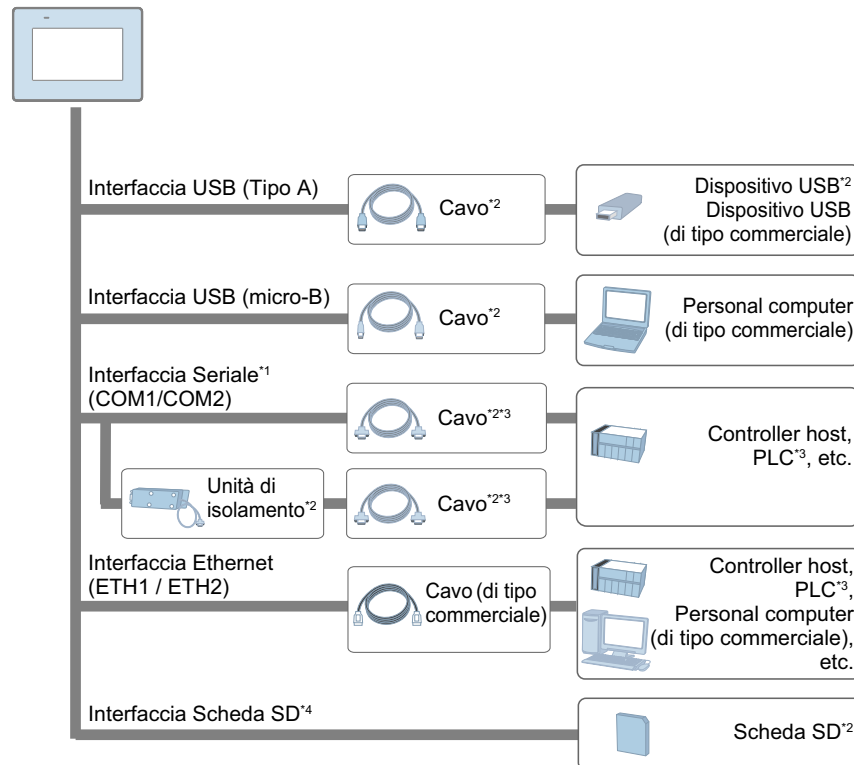 Interfaccia USB (Tipo A)
Cavo*2
Dispositivo USB*2
Dispositivo USB
(di tipo commerciale)
Interfaccia USB (micro-B)
Cavo*2
Personal computer
(di tipo commerciale)
Interfaccia Seriale*1
(COM1/COM2)
Cavo*2*3
Controller host,
PLC*3, etc.
Unità di
isolamento*2
Cavo*2*3
Interfaccia Ethernet
(ETH1 / ETH2)
Cavo (di tipo
commerciale)
Controller host,
PLC*3,
Personal computer
(di tipo commerciale),
etc.
Interfaccia Scheda SD*4
Scheda SD*2